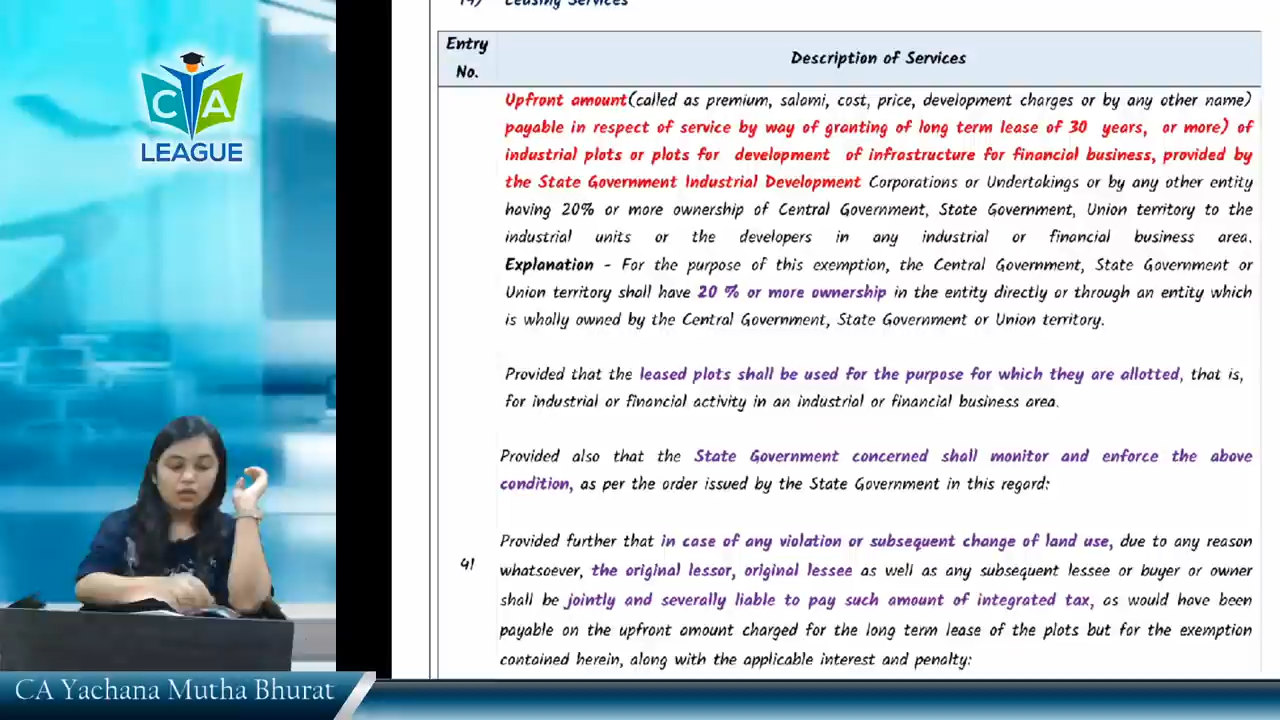 14) Leasing Services
Entry
No.
Description of Services
Upfront amount(called as premium, salami, cost, price, development charges or by any other name)
payable in respect of service by way of granting of long term lease of 30 years, or more) of
industrial plots or plots for development of infrastructure for financial business, provided by
the State Government Industrial Development Corporations or Undertakings or by any other entity
having 20% or more ownership of Central Government, State Government, Union territory to the
industrial units or the developers in any industrial or financial business area.
Explanation - For the purpose of this exemption, the Central Government, State Government or
Union territory shall have 20 % or more ownership in the entity directly or through an entity which
is wholly owned by the Central Government, State Government or Union territory.
Provided that the leased plots shall be used for the purpose for which they are allotted, that is,
for industrial or financial activity in an industrial or financial business area.
Provided also that the State Government concerned shall monitor and enforce the above
condition, as per the order issued by the State Government in this regard:
41
Provided further that in case of any violation or subsequent change of land use, due to any reason
whatsoever, the original lessor, original lessee as well as any subsequent lessee or buyer or owner
shall be jointly and severally liable to pay such amount of integrated tax, as would have been
payable on the upfront amount charged for the long term lease of the plots but for the exemption
contained herein, along with the applicable interest and penalty:
C A
LEAGUE
CA Yachana Mutha Bhurat